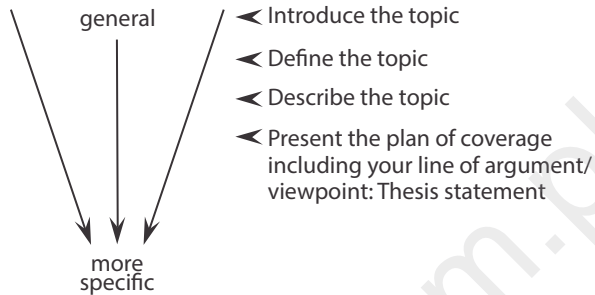 general
Introduce the topic
Define the topic
Describe the topic
Present the plan of coverage
including your line of argument/
viewpoint: Thesis statement
more
specific